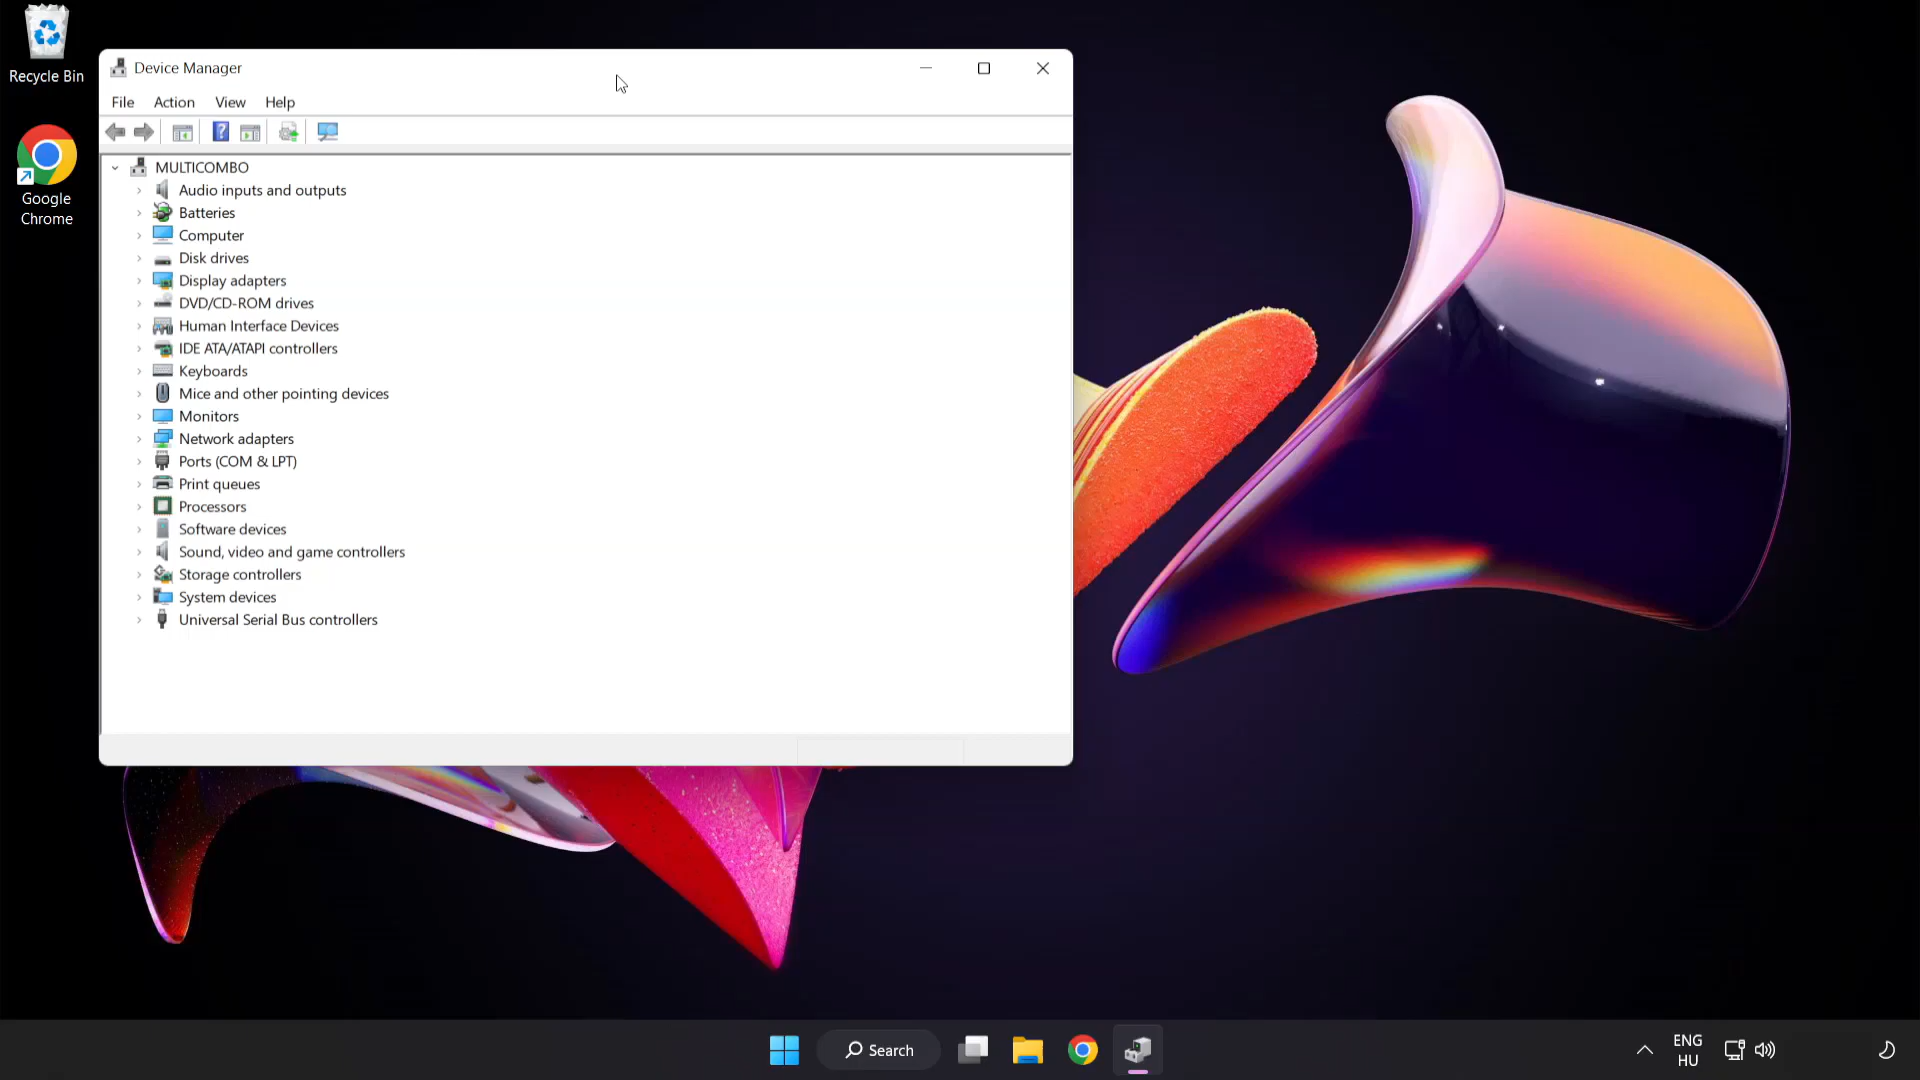 Recycle Bin
Google
Chrome
Device Manager
File Action View Help
MULTICOMBO
Audio inputs and outputs
Batteries
Computer
Disk drives
Display adapters
DVD/CD-ROM drives
Human Interface Devices
IDE ATA/ATAPI controllers
Keyboards
Mice and other pointing devices
Monitors
Network adapters
Ports (COM & LPT)
Print queues
Processors
Software devices
Sound, video and game controllers
Storage controllers
System devices
Universal Serial Bus controllers
Search
ENG
HU